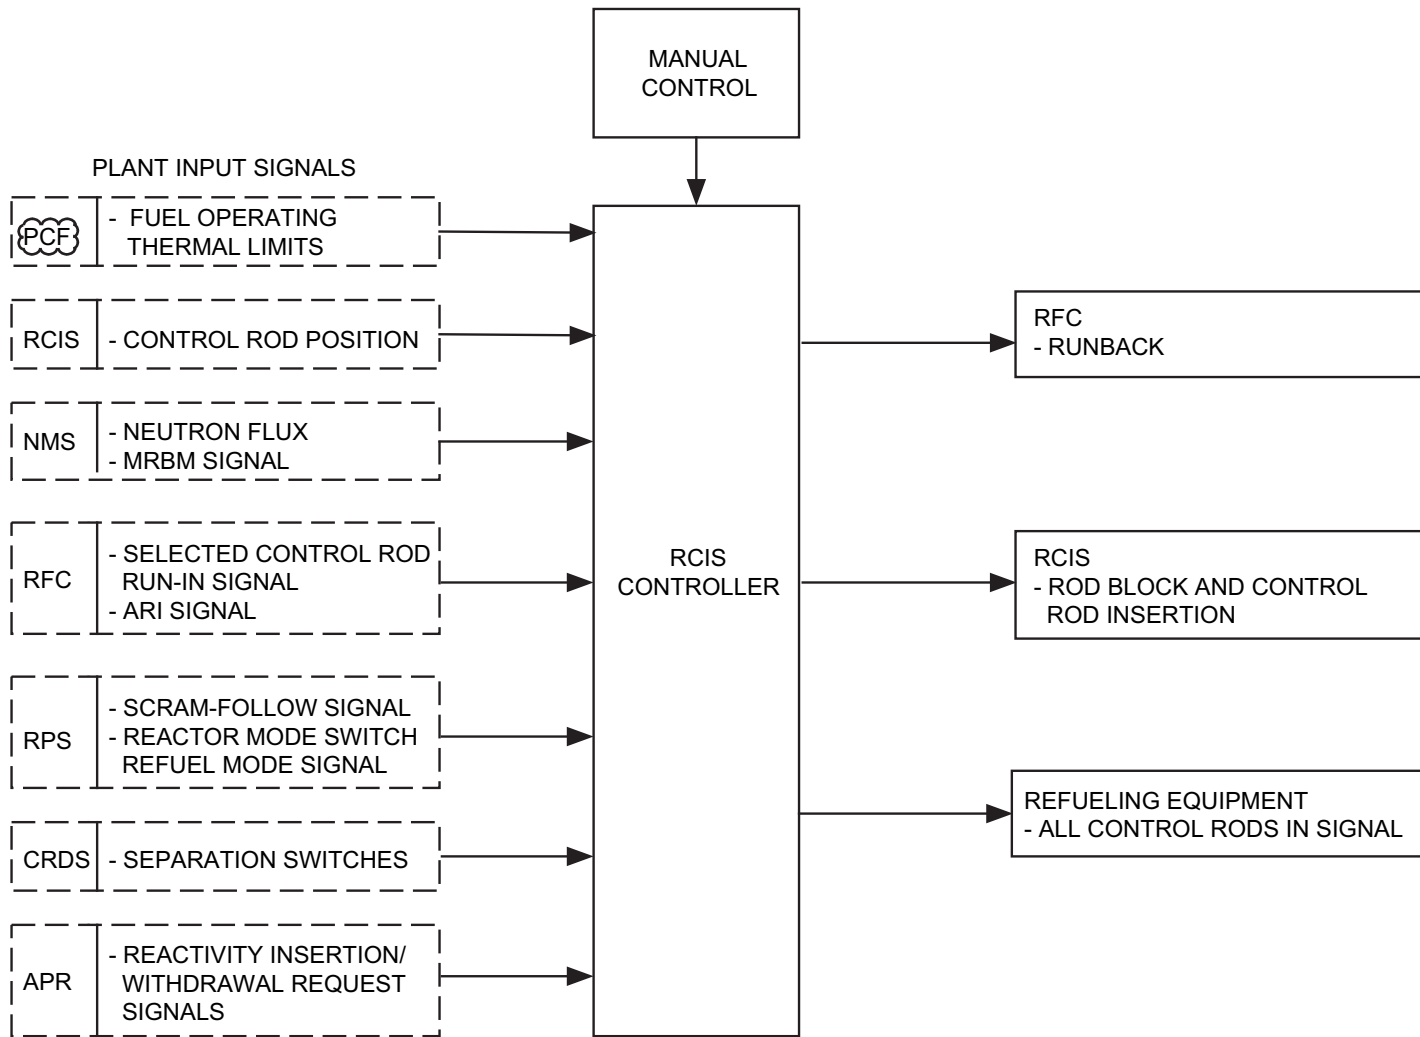 MANUAL
CONTROL
PLANT INPUT SIGNALS
PCF
- FUEL OPERATING
THERMAL LIMITS
RCIS
- CONTROL ROD POSITION
NMS
- NEUTRON FLUX
- MRBM SIGNAL
RFC
- SELECTED CONTROL ROD
RUN-IN SIGNAL
- ARI SIGNAL
RPS
- SCRAM-FOLLOW SIGNAL
- REACTOR MODE SWITCH
REFUEL MODE SIGNAL
CRDS
- SEPARATION SWITCHES
APR
- REACTIVITY INSERTION/
WITHDRAWAL REQUEST
SIGNALS
RCIS
CONTROLLER
RFC
- RUNBACK
RCIS
- ROD BLOCK AND CONTROL
ROD INSERTION
REFUELING EQUIPMENT
- ALL CONTROL RODS IN SIGNAL